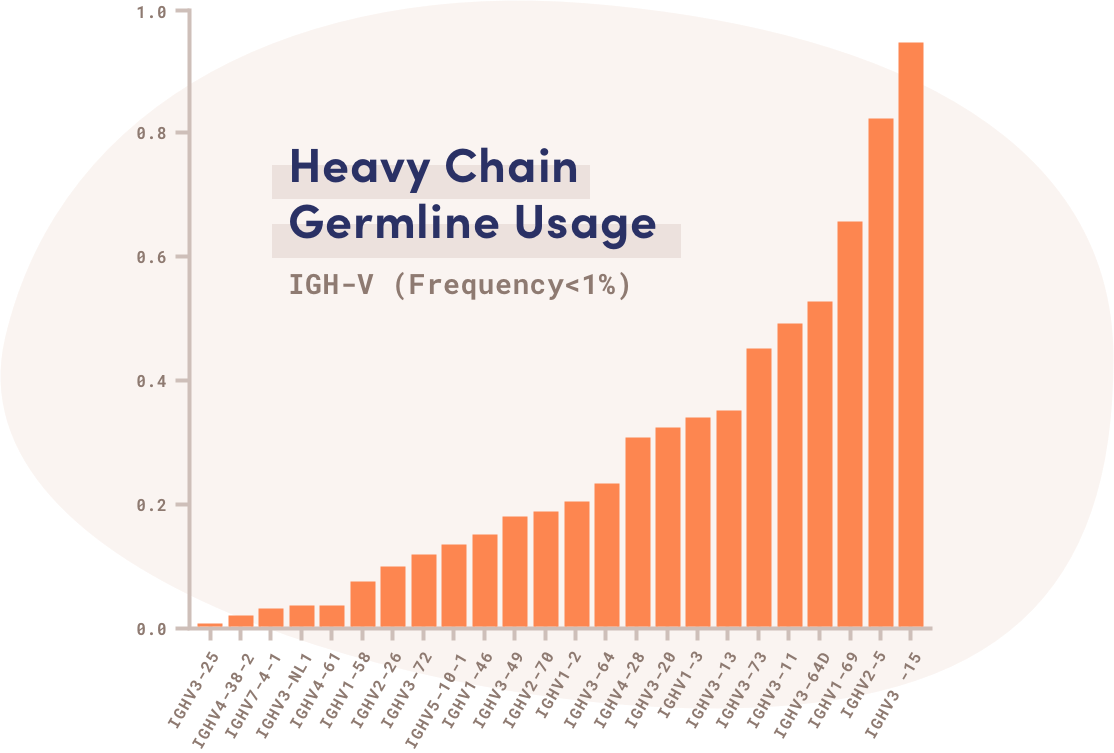 1.0
0.8
Heavy Chain
Germline Usage
0.6
IGH-V (Frequency<1%)
0.4
0.2
0.0
IGHV3-25
IGHV4-38-2
IGHV7-4-1
IGHV3-NL1
IGHV4-61
IGHV1-58
IGHV2-26
IGHV3-72
IGHV5-10-1
IGHV1-46
IGHV3-49
IGHV2-70
IGHV1-2
IGHV3-64
IGHV4-28
IGHV3-20
IGHV1-3
IGHV3-13
IGHV3-73
IGHV3-11
IGHV3-64D
IGHV1-69
IGHV2-5
IGHV3 -15